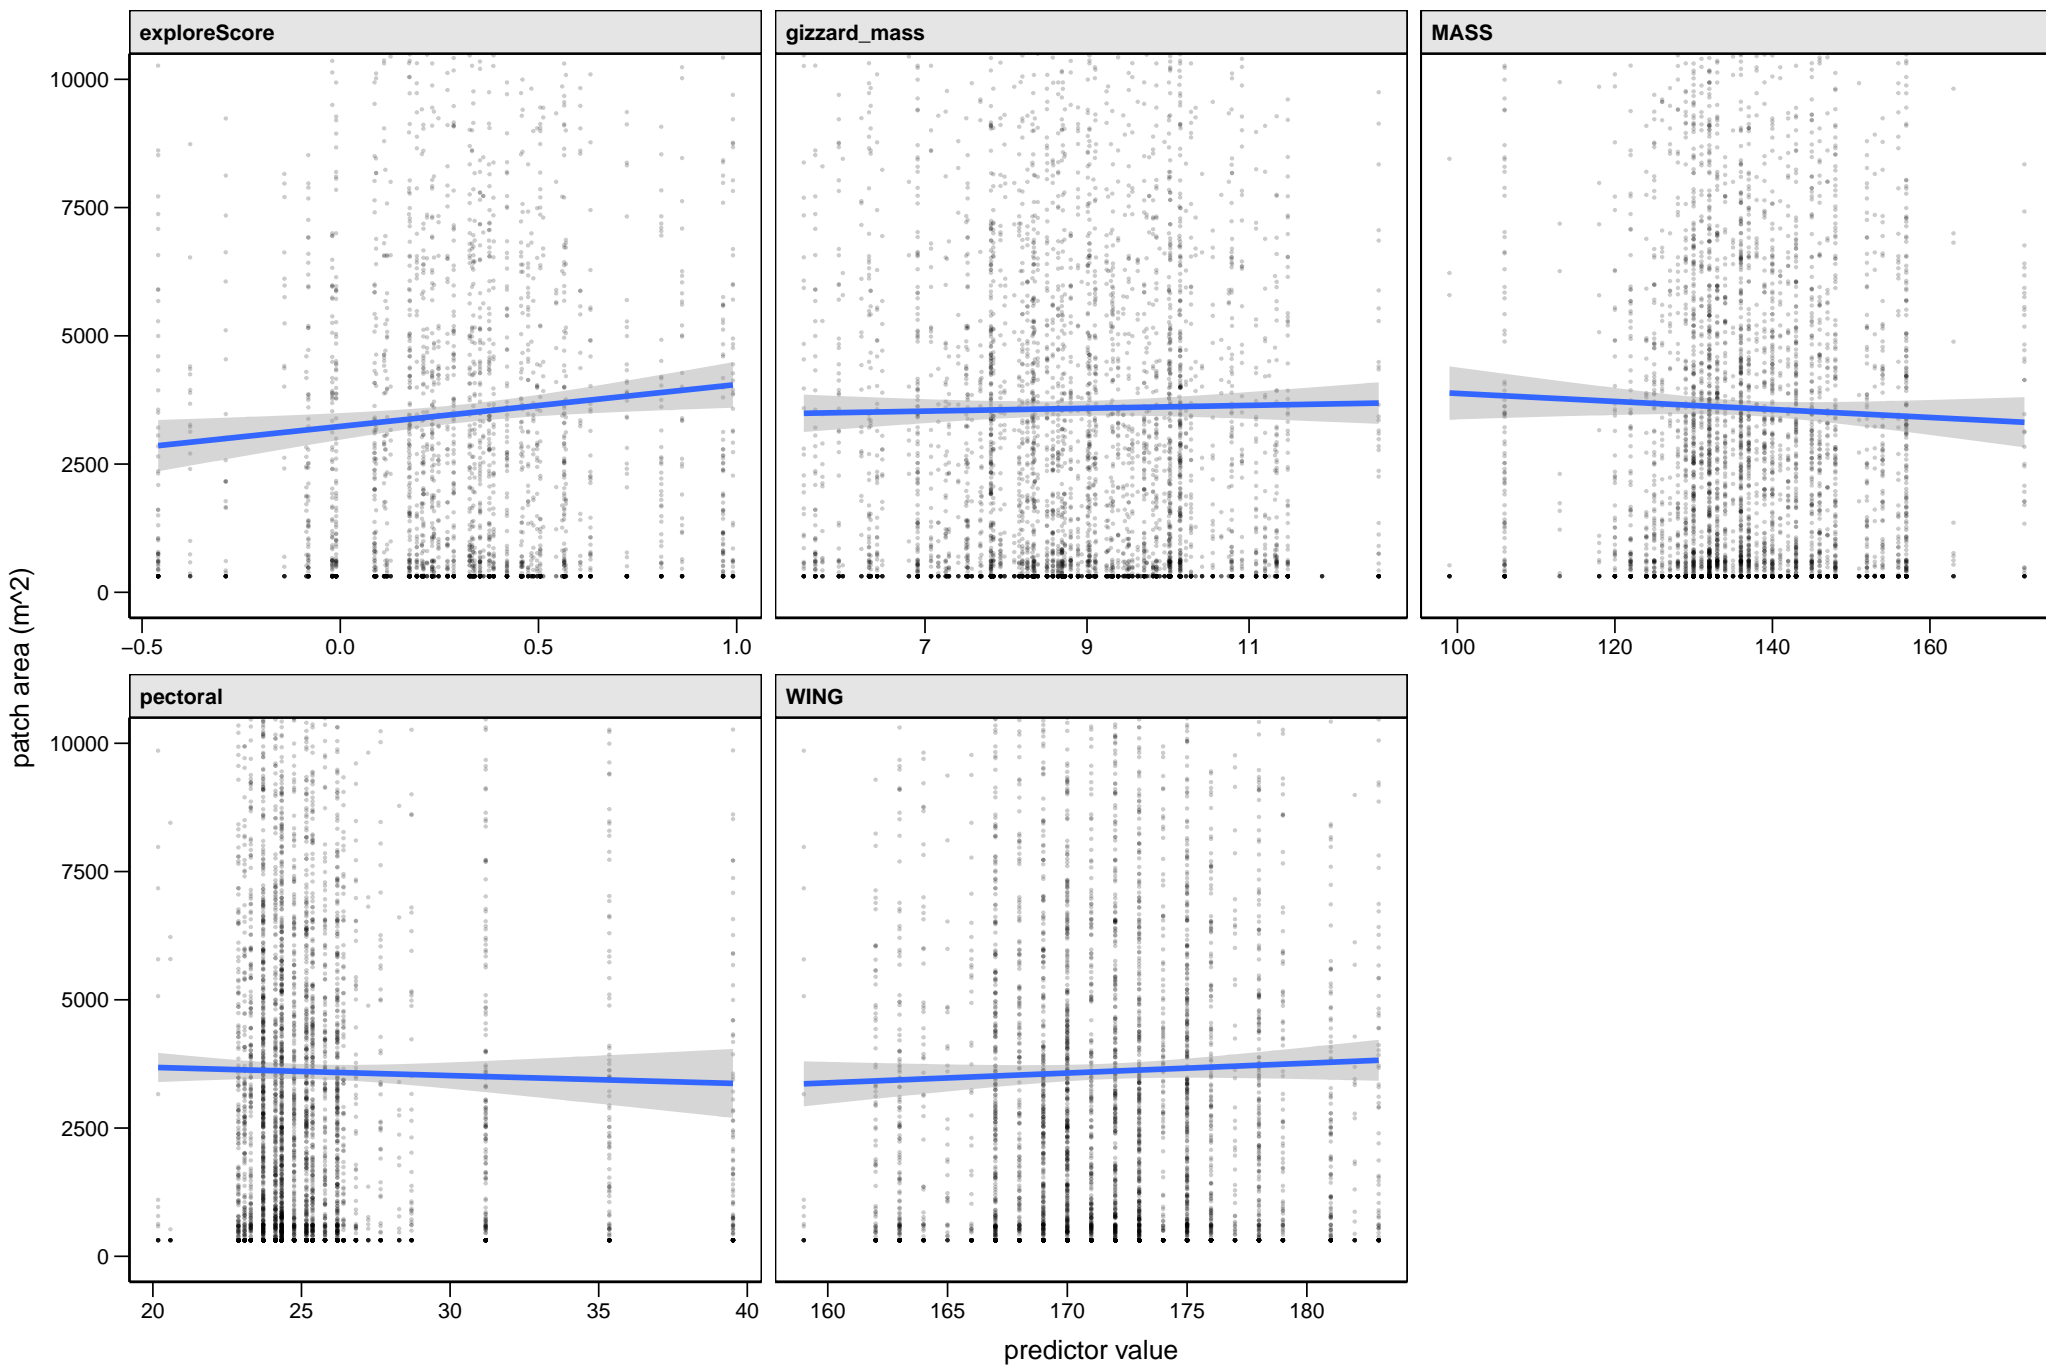 exploreScore gizzard_mass MASS
10000
7500
5000
2500
0
−0.5 0.0 0.5 1.0 7 9 11 100 120 140 160
pectoral WING
10000
7500
5000
2500
0
20 25 30 35 40 160 165 170 175 180
patch area (m^2)
predictor value